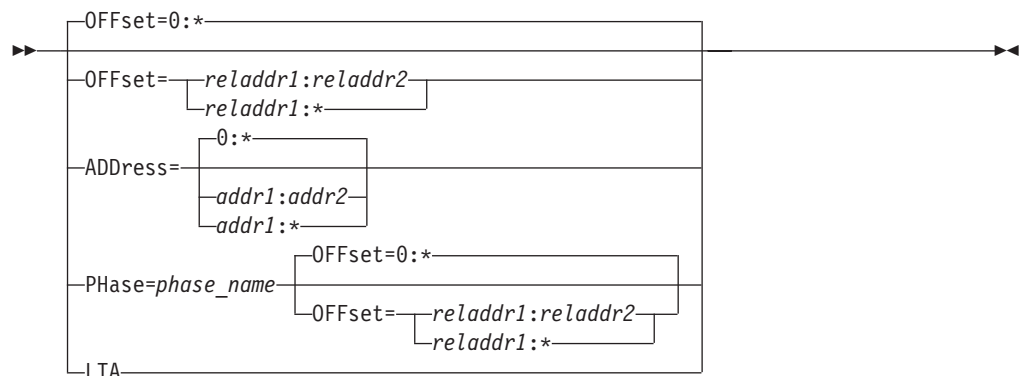 OFFset=0:*
OFFset= reladdr1:reladdr2
reladdr1:*
0:*
ADDress=
addr1:addr2
addr1:*
OFFset=0:*
PHase=phase_name
OFFset= reladdr1:reladdr2
reladdr1:*
LTA